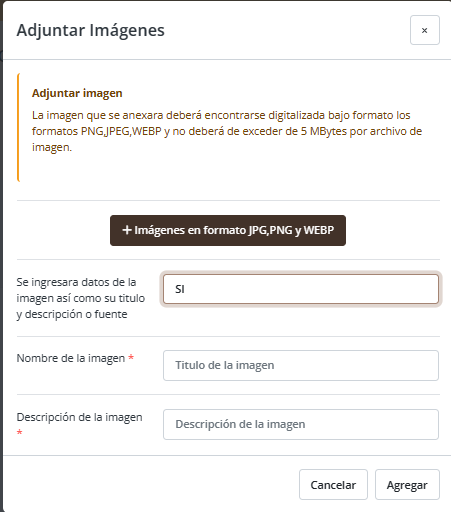 Adjuntar Imágenes
×
Adjuntar imagen
La imagen que se anexara deberá encontrarse digitalizada bajo formato los
formatos PNG,JPEG,WEBP y no deberá de exceder de 5 MBytes por archivo de
imagen.
+ Imágenes en formato JPG,PNG y WEBP
Se ingresara datos de la
imagen así como su titulo
y descripción o fuente
SI
Nombre de la imagen *
Titulo de la imagen
Descripción de la imagen
*
Descripción de la imagen
Cancelar
Agregar